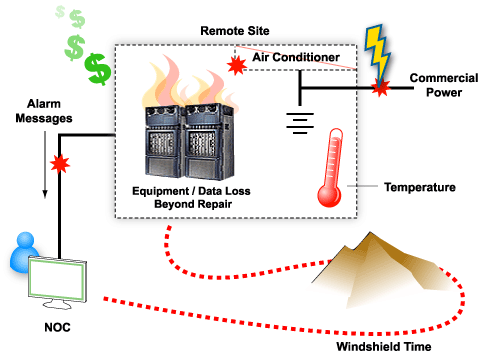 $
$
$
Remote Site
Air Conditioner
Commercial
Power
Alarm
Messages
Equipment / Data Loss
Beyond Repair
Temperature
NOC
Windshield Time